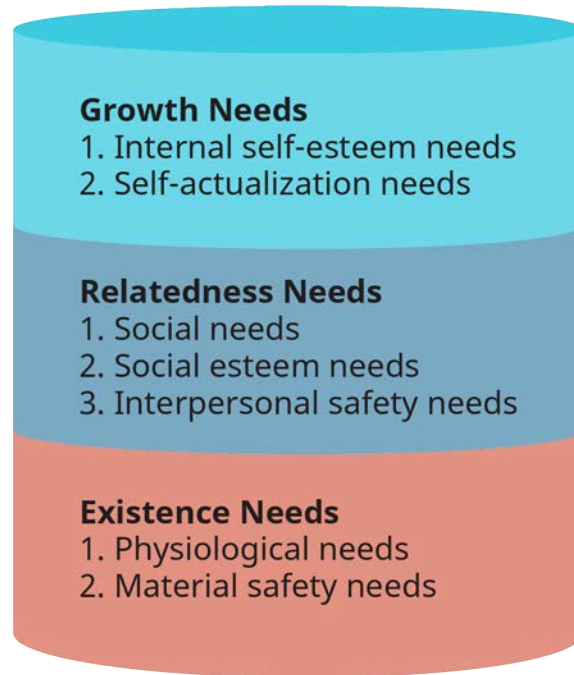 Growth Needs
1. Internal self-esteem needs
2. Self-actualization needs
Relatedness Needs
1. Social needs
2. Social esteem needs
3. Interpersonal safety needs
Existence Needs
1. Physiological needs
2. Material safety needs